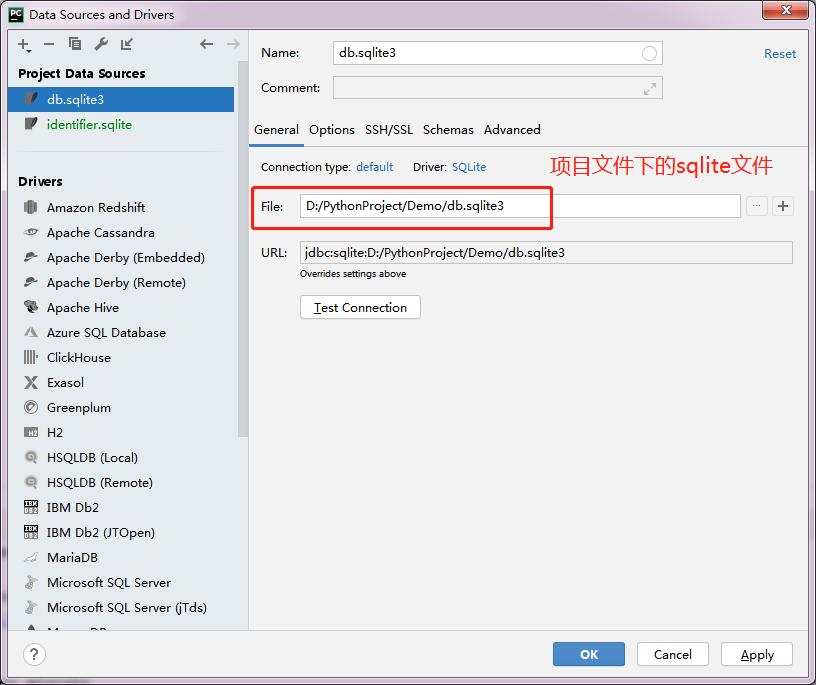 Data Sources and Drivers
Project Data Sources
db.sqlite3
identifier.sqlite
Drivers
Amazon Redshift
Apache Cassandra
Apache Derby (Embedded)
Apache Derby (Remote)
Apache Hive
Azure SQL Database
ClickHouse
Exasol
Greenplum
H2
HSQLDB (Local)
HSQLDB (Remote)
IBM Db2
IBM Db2 (JTOpen)
MariaDB
Microsoft SQL Server
Microsoft SQL Server (jTds)
Name: db.sqlite3
Reset
Comment:
General Options SSH/SSL Schemas Advanced
Connection type: default Driver: SQLite
项目文件下的sqlite文件
File: D:/PythonProject/Demo/db.sqlite3
URL: jdbc:sqlite:D:/PythonProject/Demo/db.sqlite3
Overrides settings above
Test Connection
OK Cancel Apply